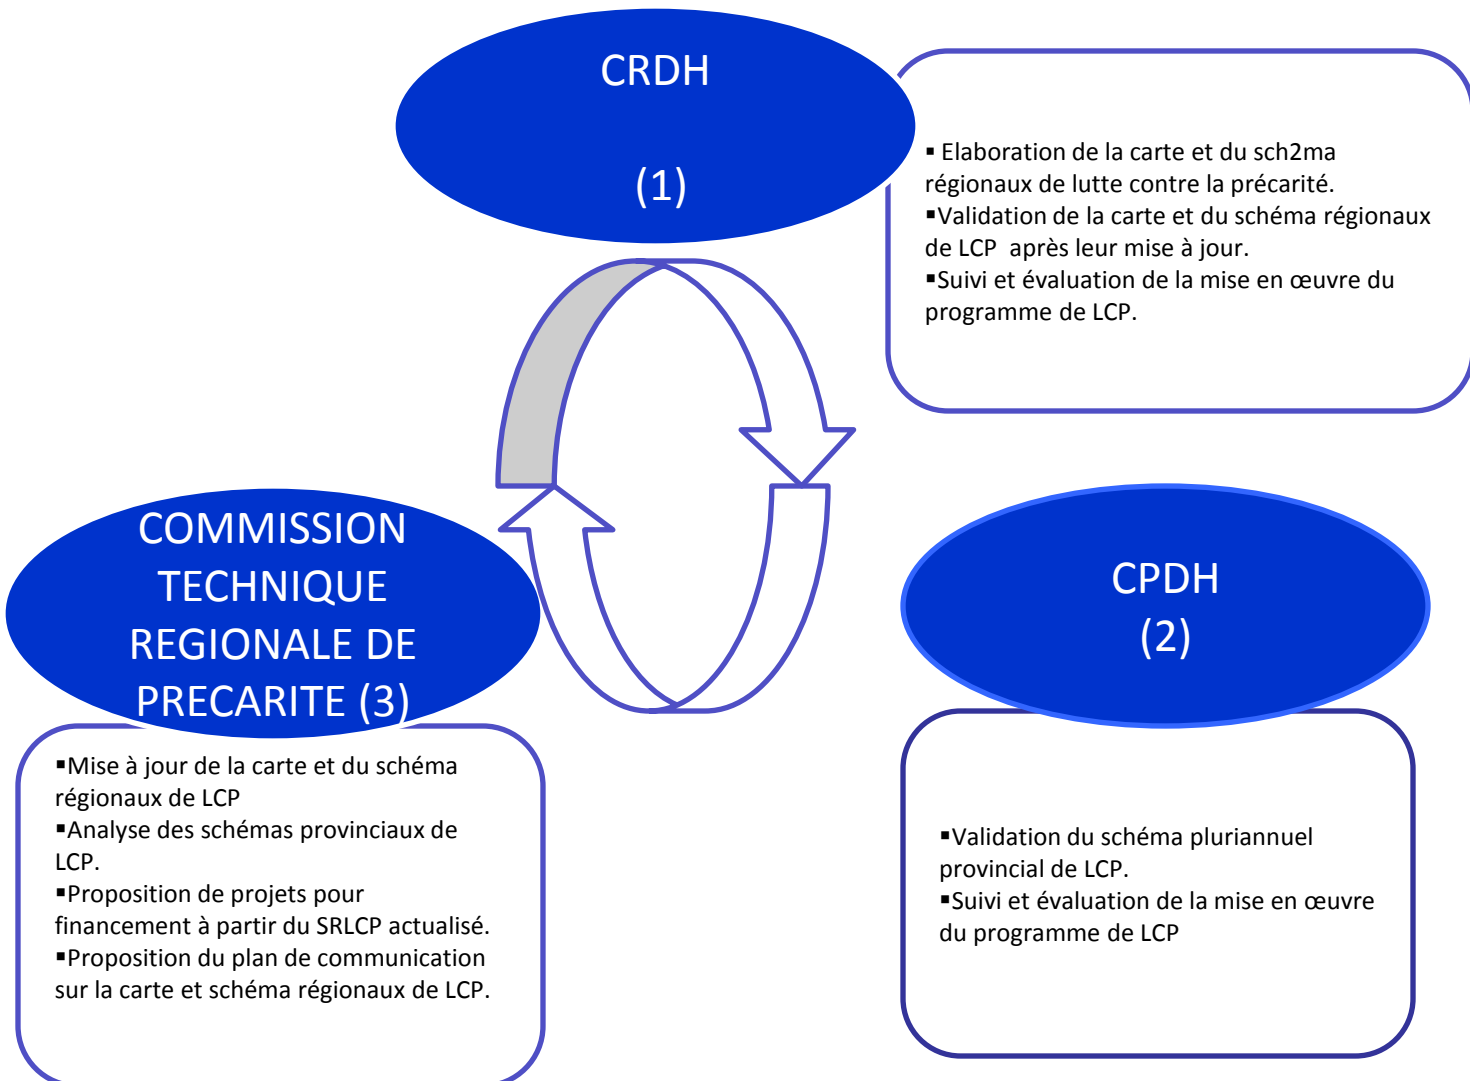 CRDH
(1)
▪ Elaboration de la carte et du sch2ma
régionaux de lutte contre la précarité.
▪Validation de la carte et du schéma régionaux
de LCP  après leur mise à jour.
▪Suivi et évaluation de la mise en œuvre du
programme de LCP.
CPDH
(2)
▪Validation du schéma pluriannuel
provincial de LCP.
▪Suivi et évaluation de la mise en œuvre
du programme de LCP
COMMISSION
TECHNIQUE
REGIONALE DE
PRECARITE (3)
▪Mise à jour de la carte et du schéma
régionaux de LCP
▪Analyse des schémas provinciaux de
LCP.
▪Proposition de projets pour
financement à partir du SRLCP actualisé.
▪Proposition du plan de communication
sur la carte et schéma régionaux de LCP.